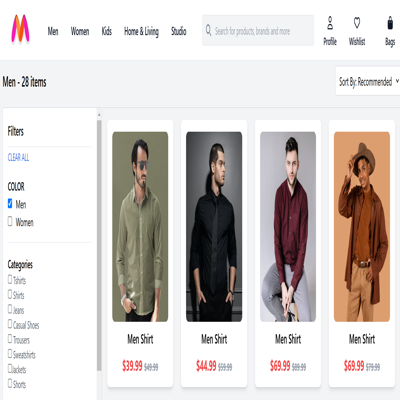 Men Women Kids Home & Living Studio Search for products, brands and more Profile Wishlist Bags
Men - 28 items
Sort By: Recommended
Filters
CLEAR ALL
COLOR
Men
Women
Categories
Tshirts
Shirts
Jeans
Casual Shoes
Trousers
Sweatshirts
Jackets
Shorts
Men Shirt
$39.99 $49.99
Men Shirt
$44.99 $59.99
Men Shirt
$69.99 $89.99
Men Shirt
$69.99 $79.99